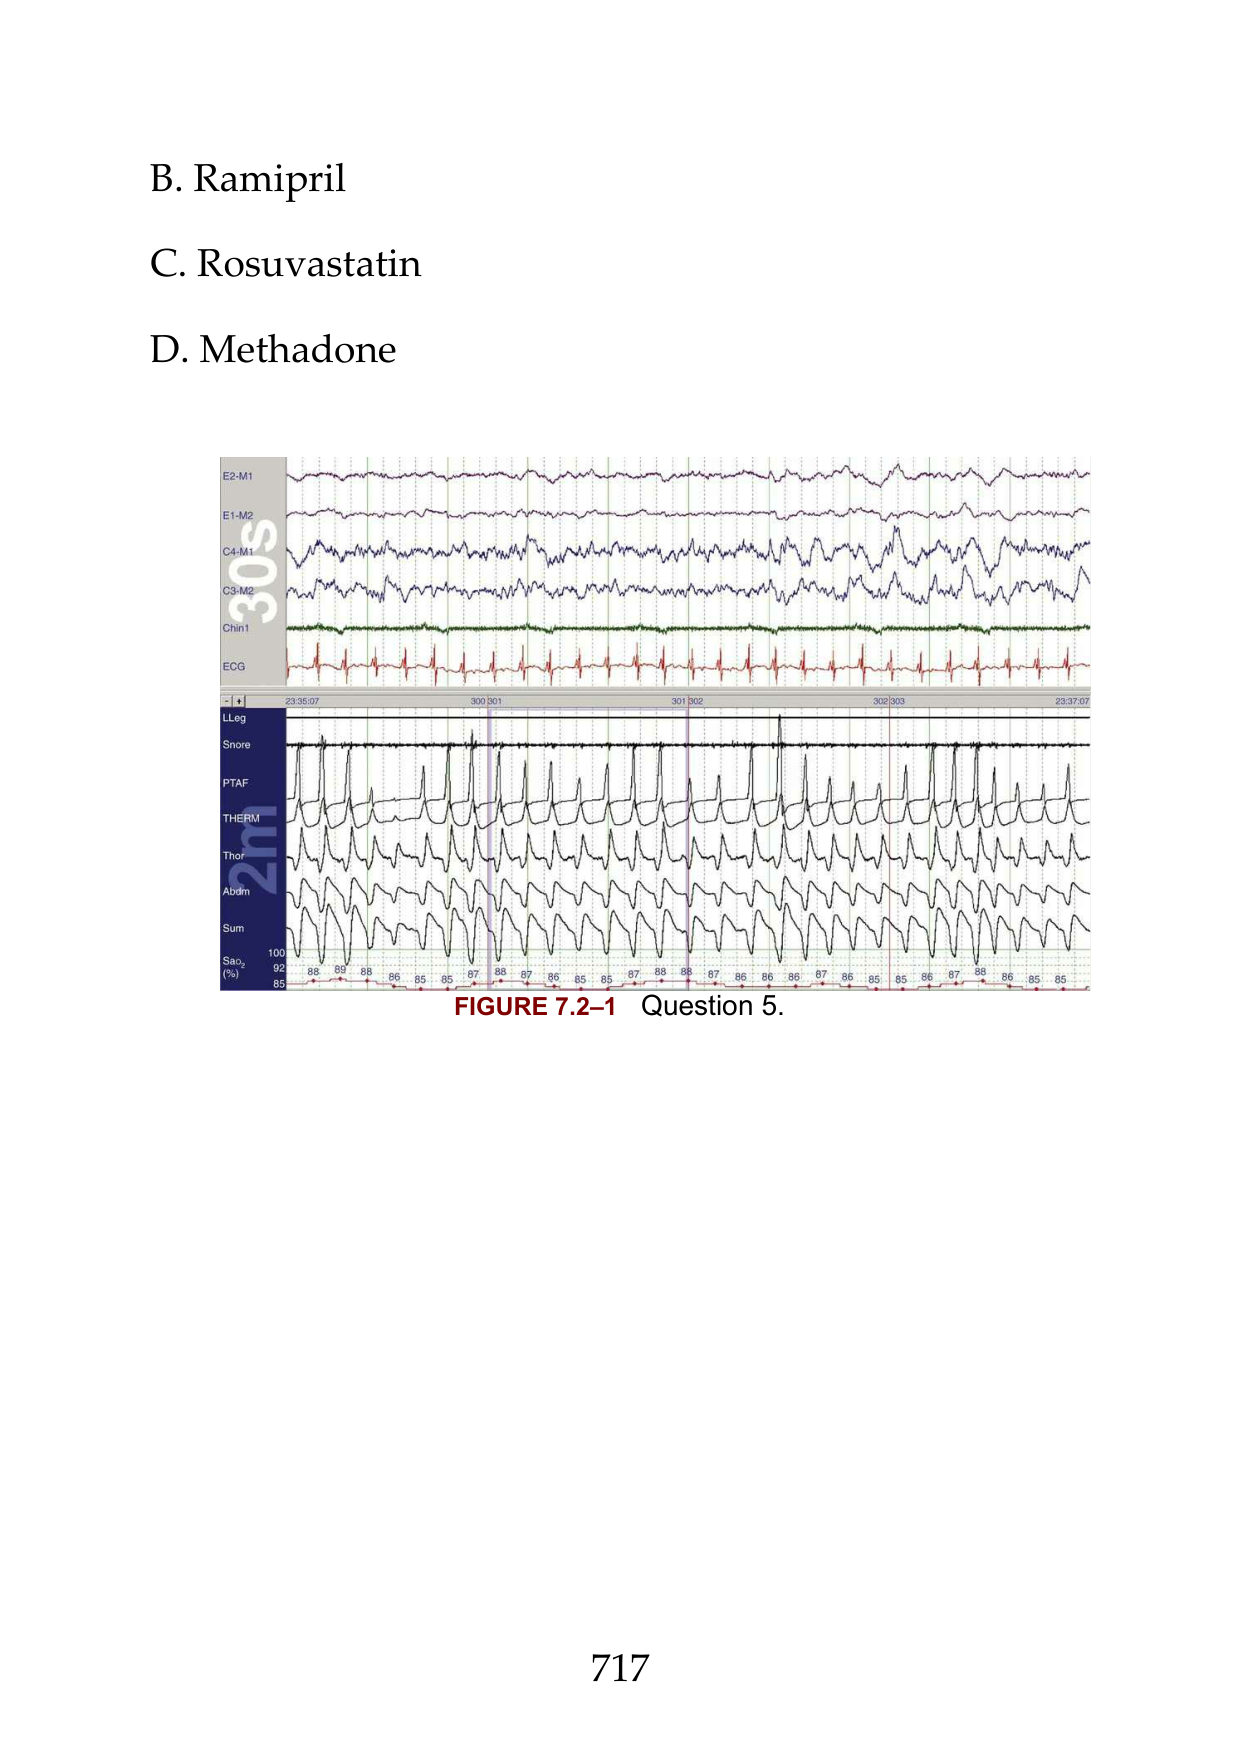 B. Ramipril
C. Rosuvastatin
D. Methadone
E2-M1
E1-M2
C4-M1
C3-M2
Chin1
ECG
30s
- + 23:35:07 300 301 301 302 302 303 23:37:07
LLeg
Snore
PTAF
THERM
Thor
Abdm
Sum
2m
Sao2 (%)
100
92
85
88 89 88 86 85 85 87 88 87 86 85 85 87 88 88 87 86 86 86 87 86 85 85 86 87 88 86 85 85
FIGURE 7.2–1 Question 5.
717